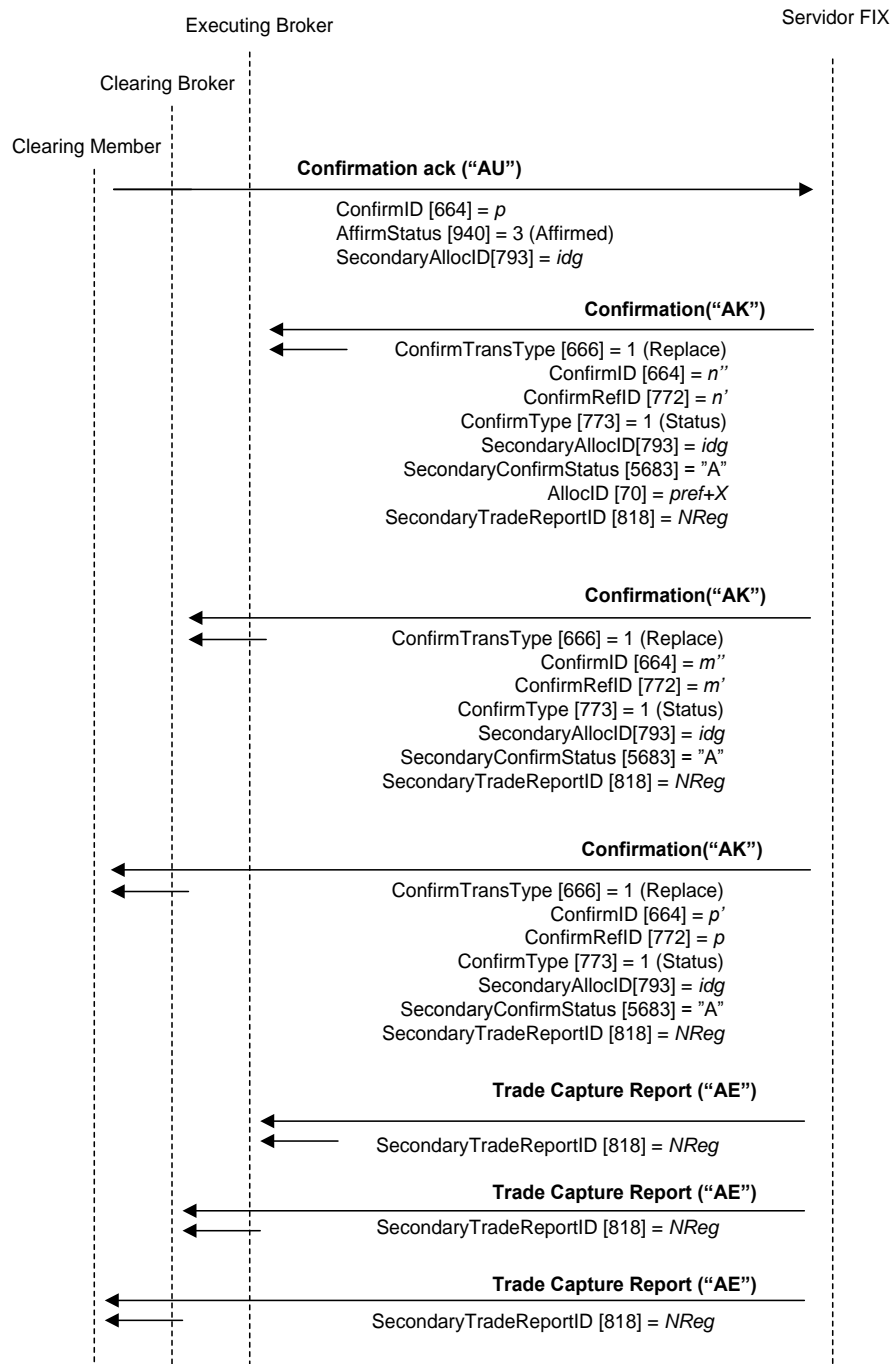 Servidor FIX
Executing Broker
Clearing Broker
Clearing Member
Confirmation ack (“AU”)
ConfirmID [664] = p
AffirmStatus [940] = 3 (Affirmed)
SecondaryAllocID[793] = idg
Confirmation(“AK”)
ConfirmTransType [666] = 1 (Replace)
ConfirmID [664] = n’’
ConfirmRefID [772] = n’
ConfirmType [773] = 1 (Status)
SecondaryAllocID[793] = idg
SecondaryConfirmStatus [5683] = ”A”
AllocID [70] = pref+X
SecondaryTradeReportID [818] = NReg
Confirmation(“AK”)
ConfirmTransType [666] = 1 (Replace)
ConfirmID [664] = m’’
ConfirmRefID [772] = m’
ConfirmType [773] = 1 (Status)
SecondaryAllocID[793] = idg
SecondaryConfirmStatus [5683] = ”A”
SecondaryTradeReportID [818] = NReg
Confirmation(“AK”)
ConfirmTransType [666] = 1 (Replace)
ConfirmID [664] = p’
ConfirmRefID [772] = p
ConfirmType [773] = 1 (Status)
SecondaryAllocID[793] = idg
SecondaryConfirmStatus [5683] = ”A”
SecondaryTradeReportID [818] = NReg
Trade Capture Report (“AE”)
SecondaryTradeReportID [818] = NReg
Trade Capture Report (“AE”)
SecondaryTradeReportID [818] = NReg
Trade Capture Report (“AE”)
SecondaryTradeReportID [818] = NReg